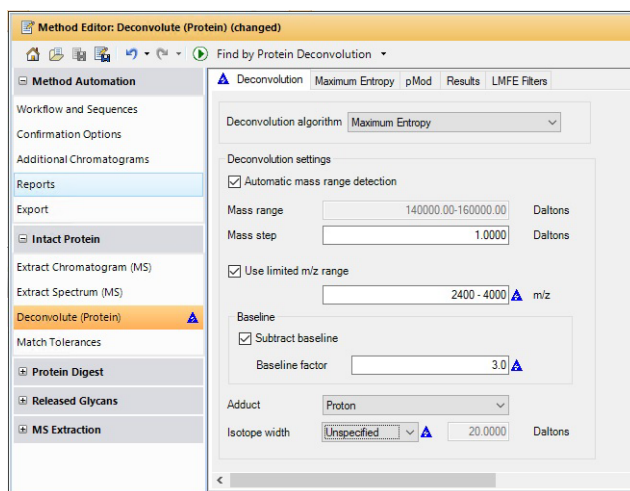 Method Editor: Deconvolute (Protein) (changed)
Find by Protein Deconvolution
Method Automation
Workflow and Sequences
Confirmation Options
Additional Chromatograms
Reports
Export
Intact Protein
Extract Chromatogram (MS)
Extract Spectrum (MS)
Deconvolute (Protein)
Match Tolerances
Protein Digest
Released Glycans
MS Extraction
Deconvolution Maximum Entropy pMod Results LMFE Filters
Deconvolution algorithm Maximum Entropy
Deconvolution settings
Automatic mass range detection
Mass range 140000.00-160000.00 Daltons
Mass step 1.0000 Daltons
Use limited m/z range
2400 - 4000 m/z
Baseline
Subtract baseline
Baseline factor 3.0
Adduct Proton
Isotope width Unspecified 20.0000 Daltons